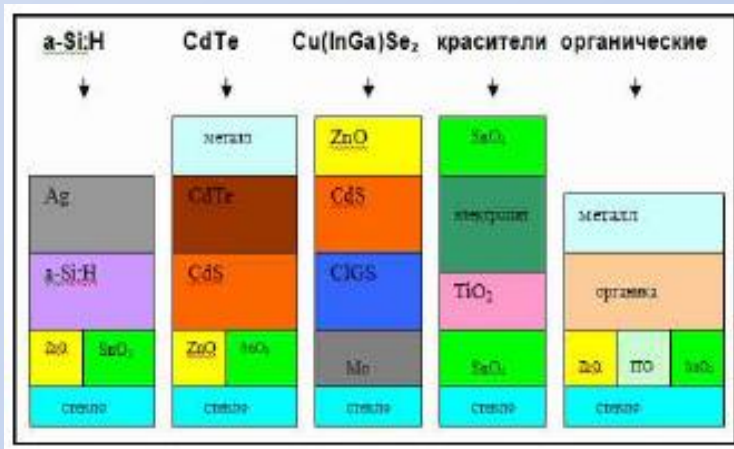 a-Si:H CdTe Cu(InGa)Se₂ красители органические
металл ZnO SnO₂
Ag CdTe CdS электролит металл
a-Si:H CdS CIGS TiO₂ органика
ZnO SnO₂ ZnO SnO₂ Mo SnO₂ ZnO ITO SnO₂
стекло стекло стекло стекло стекло